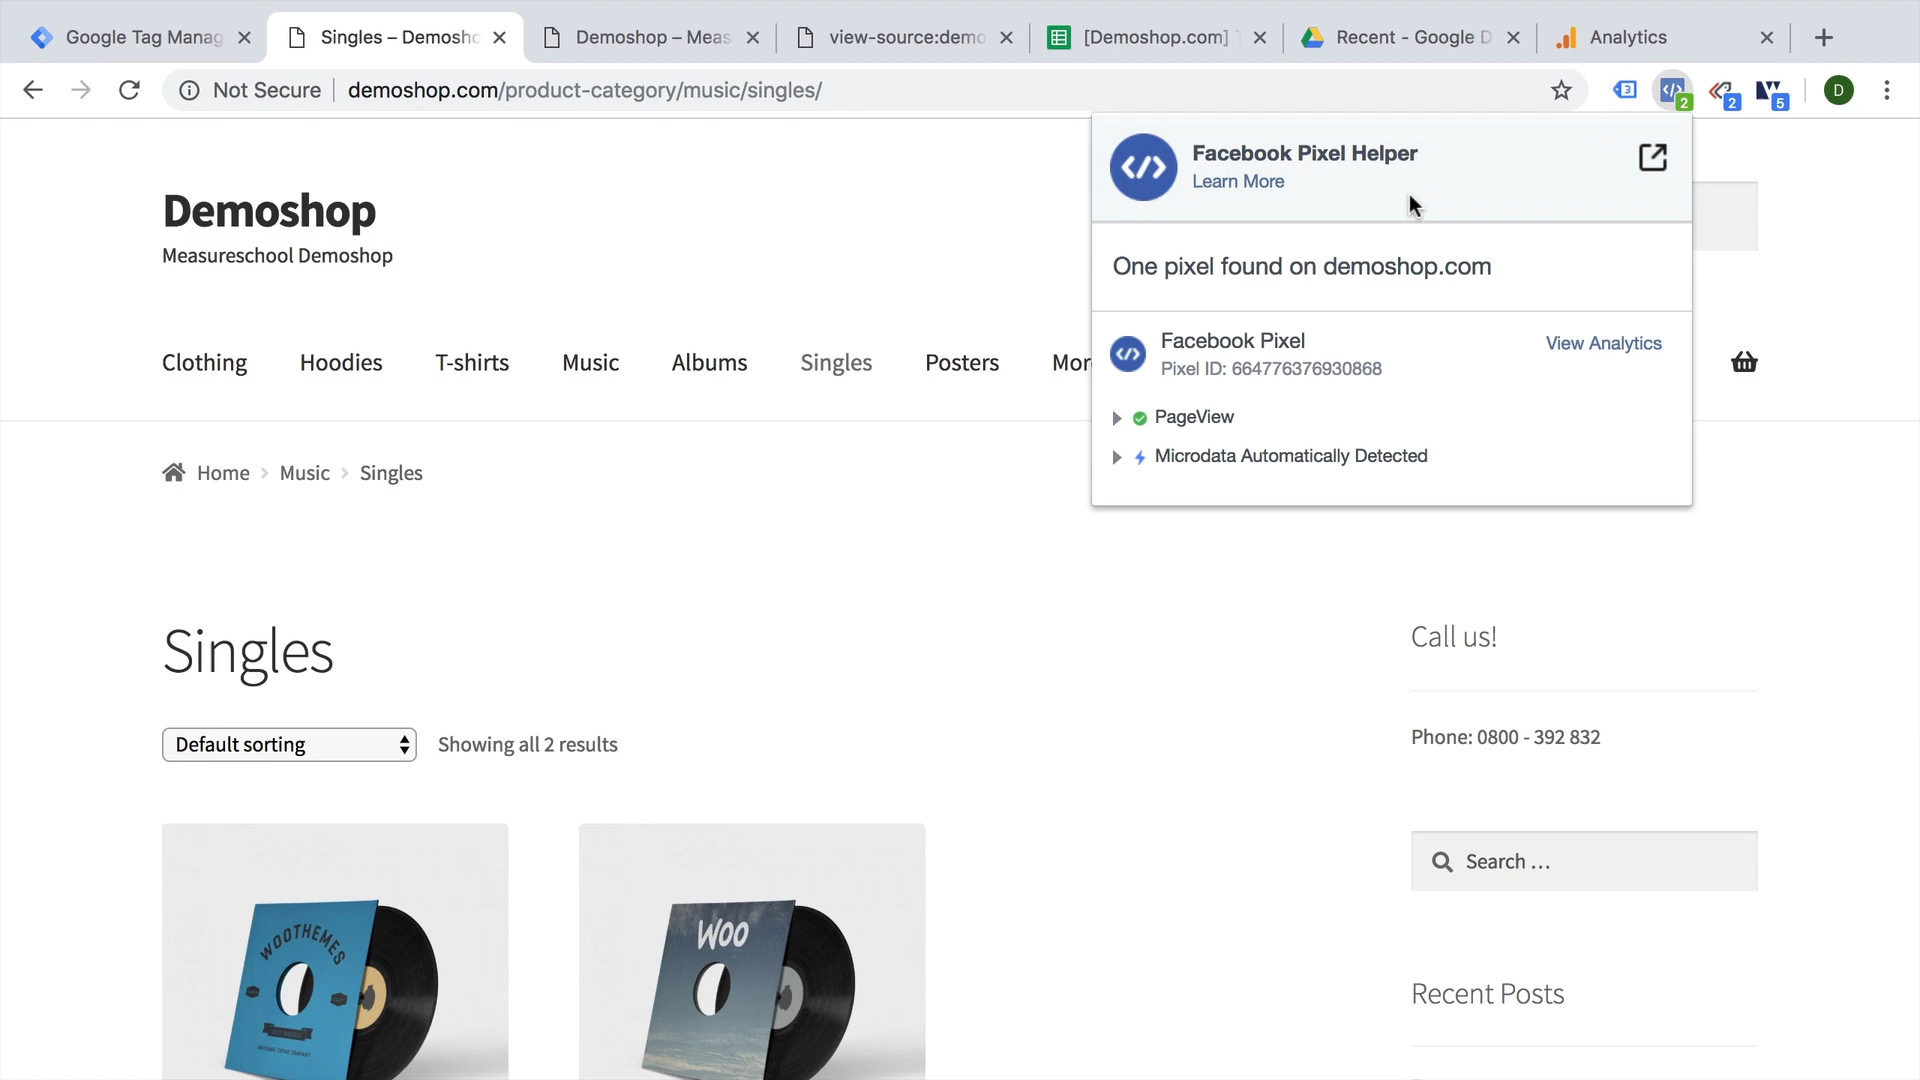 Google Tag Manag
Singles – Demosho
Demoshop – Meas
view-source:demo
[Demoshop.com] T
Recent - Google D
Analytics
Not Secure
demoshop.com/product-category/music/singles/
3
2
2
5
D
Facebook Pixel Helper
Learn More
One pixel found on demoshop.com
Facebook Pixel
Pixel ID: 664776376930868
View Analytics
PageView
Microdata Automatically Detected
Demoshop
Measureschool Demoshop
Clothing Hoodies T-shirts Music Albums Singles Posters Mor
Home Music Singles
Singles
Default sorting
Showing all 2 results
WOOTHEMES
WOO
Call us!
Phone: 0800 - 392 832
Search …
Recent Posts